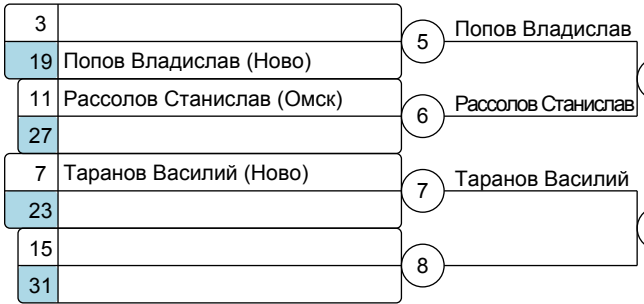 3
5
Попов Владислав
19 Попов Владислав (Ново)
11 Рассолов Станислав (Омск)
6
Рассолов Станислав
27
7 Таранов Василий (Ново)
7
Таранов Василий
23
15
8
31